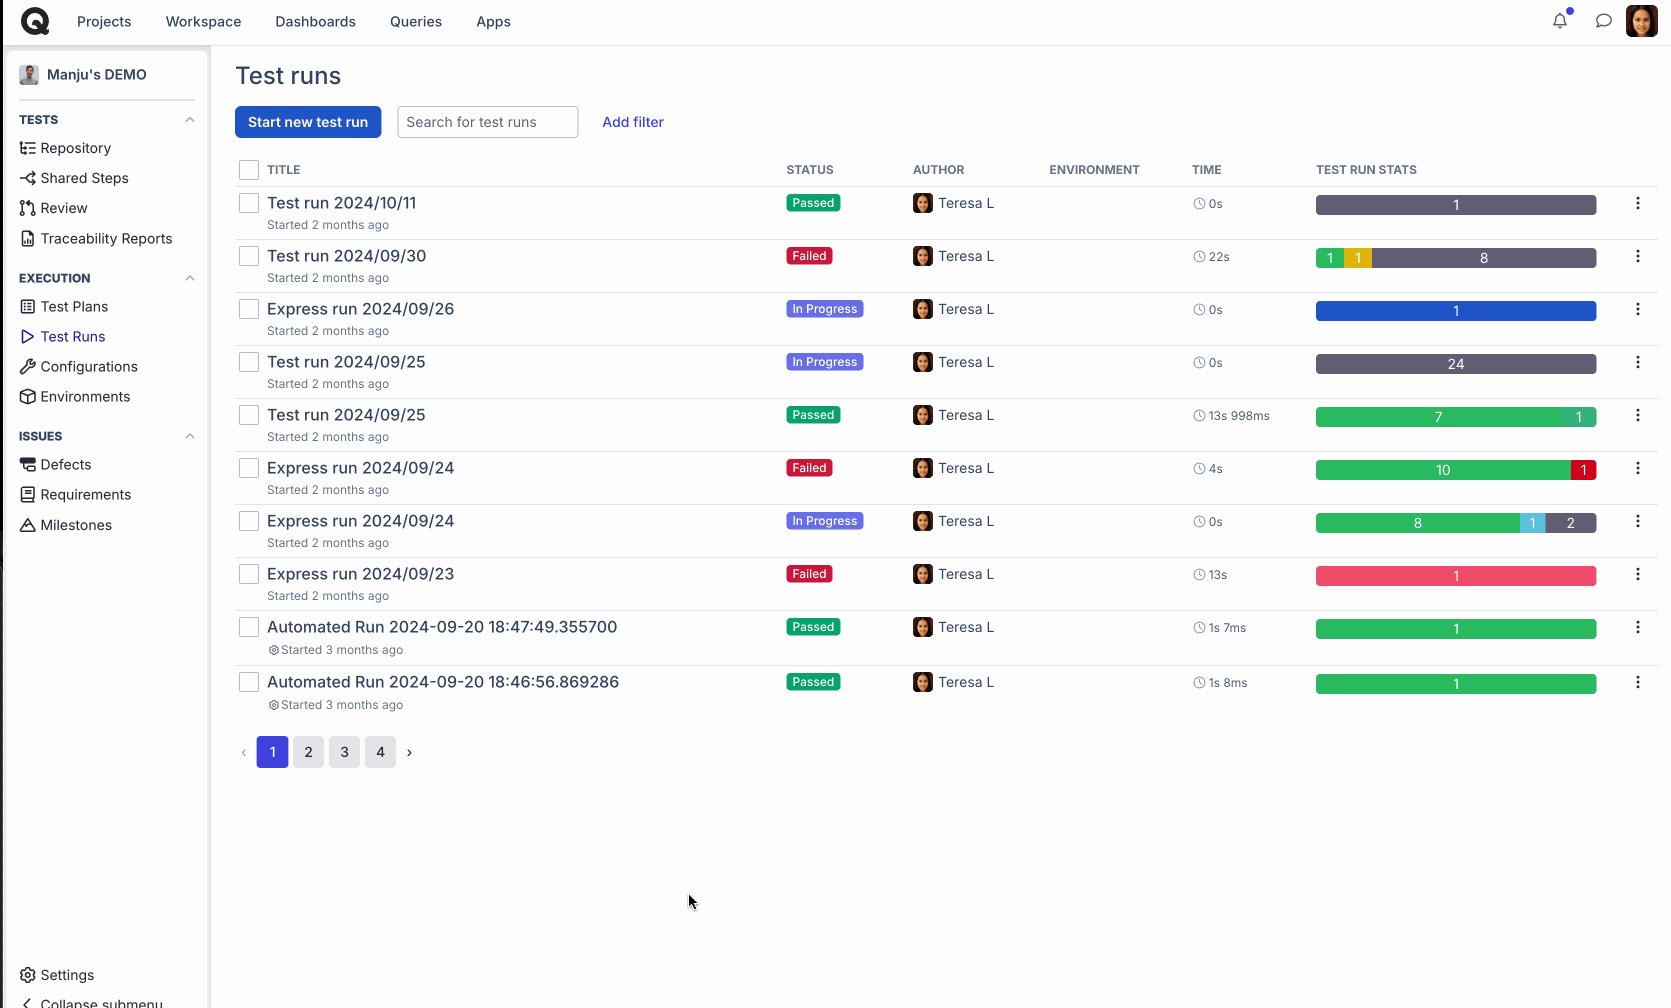 Projects
Workspace
Dashboards
Queries
Apps
Manju's DEMO
TESTS
Repository
Shared Steps
Review
Traceability Reports
EXECUTION
Test Plans
Test Runs
Configurations
Environments
ISSUES
Defects
Requirements
Milestones
Settings
Collapse submenu
Test runs
Start new test run
Search for test runs
Add filter
TITLE STATUS AUTHOR ENVIRONMENT TIME TEST RUN STATS
Test run 2024/10/11 Passed Teresa L 0s 1
Started 2 months ago
Test run 2024/09/30 Failed Teresa L 22s 1 1 8
Started 2 months ago
Express run 2024/09/26 In Progress Teresa L 0s 1
Started 2 months ago
Test run 2024/09/25 In Progress Teresa L 0s 24
Started 2 months ago
Test run 2024/09/25 Passed Teresa L 13s 998ms 7 1
Started 2 months ago
Express run 2024/09/24 Failed Teresa L 4s 10 1
Started 2 months ago
Express run 2024/09/24 In Progress Teresa L 0s 8 1 2
Started 2 months ago
Express run 2024/09/23 Failed Teresa L 13s 1
Started 2 months ago
Automated Run 2024-09-20 18:47:49.355700 Passed Teresa L 1s 7ms 1
Started 3 months ago
Automated Run 2024-09-20 18:46:56.869286 Passed Teresa L 1s 8ms 1
Started 3 months ago
‹ 1 2 3 4 ›